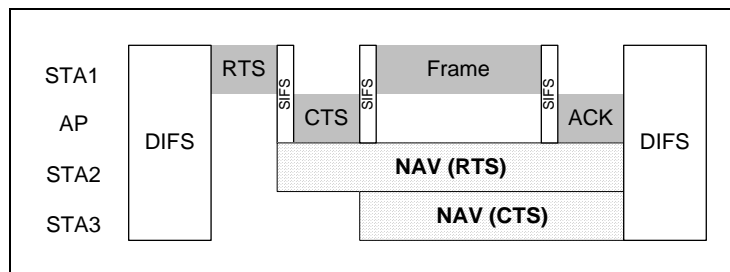 STA1
RTS
SIFS
SIFS
Frame
SIFS
AP
DIFS
CTS
ACK
DIFS
STA2
NAV (RTS)
STA3
NAV (CTS)